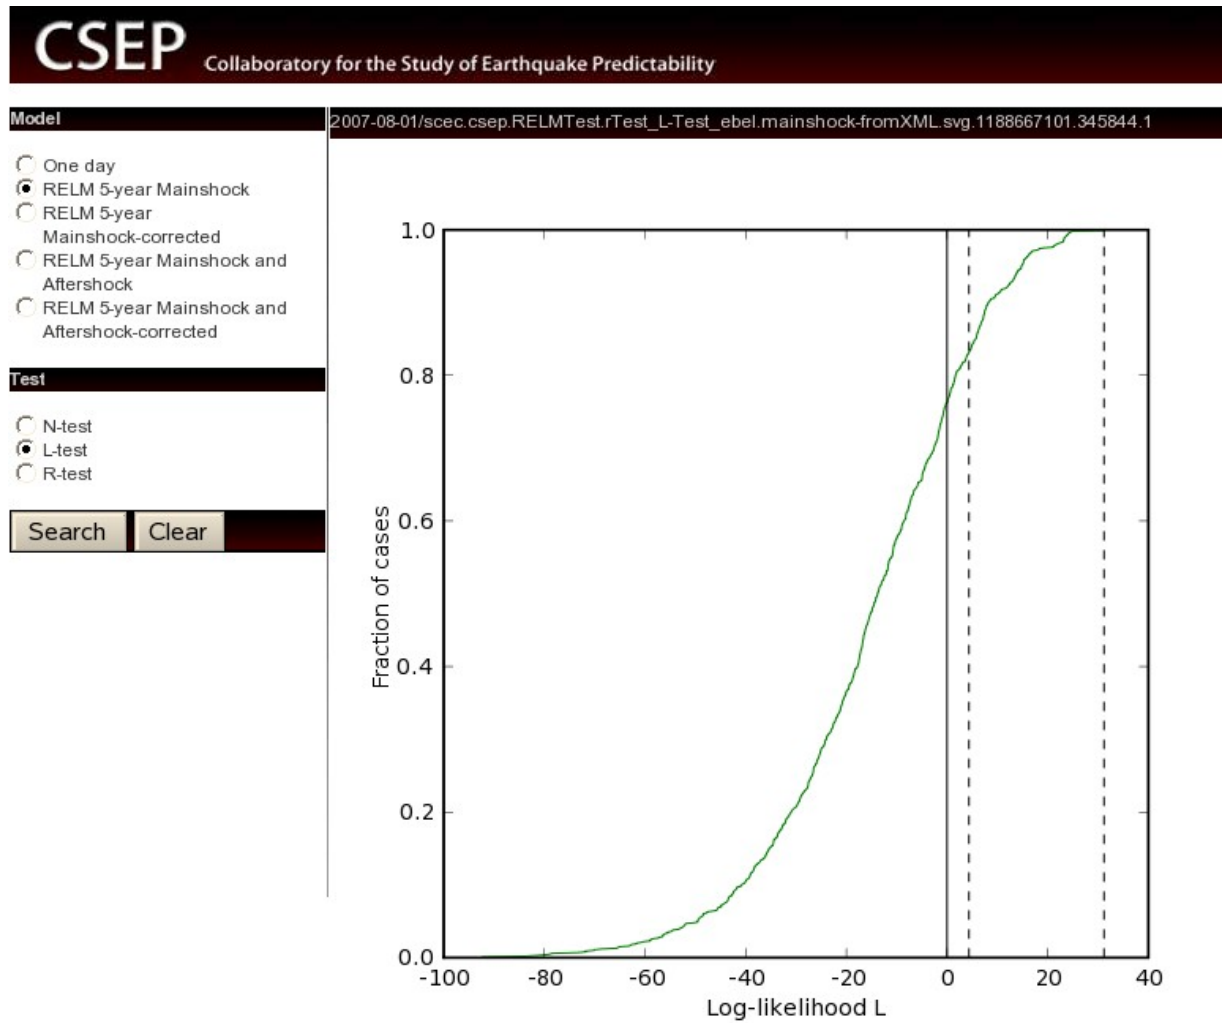 CSEP Collaboratory for the Study of Earthquake Predictability
Model
One day
RELM 5-year Mainshock
RELM 5-year
Mainshock-corrected
RELM 5-year Mainshock and
Aftershock
RELM 5-year Mainshock and
Aftershock-corrected
Test
N-test
L-test
R-test
Search Clear
2007-08-01/scec.csep.RELMTest.rTest_L-Test_ebel.mainshock-fromXML.svg.1188667101.345844.1
1.0
0.8
0.6
0.4
0.2
0.0
Fraction of cases
-100 -80 -60 -40 -20 0 20 40
Log-likelihood L